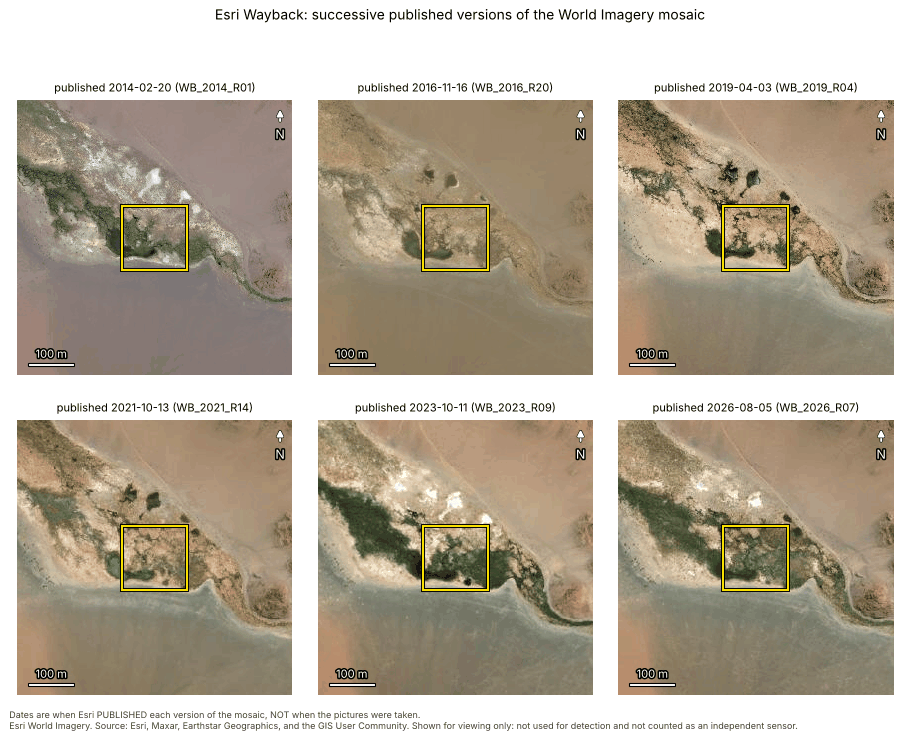 Esri Wayback: successive published versions of the World Imagery mosaic
published 2014-02-20 (WB_2014_R01)
published 2016-11-16 (WB_2016_R20)
published 2019-04-03 (WB_2019_R04)
N
N
N
100 m
100 m
100 m
published 2021-10-13 (WB_2021_R14)
published 2023-10-11 (WB_2023_R09)
published 2026-08-05 (WB_2026_R07)
N
N
N
100 m
100 m
100 m
Dates are when Esri PUBLISHED each version of the mosaic, NOT when the pictures were taken.
Esri World Imagery. Source: Esri, Maxar, Earthstar Geographics, and the GIS User Community. Shown for viewing only: not used for detection and not counted as an independent sensor.